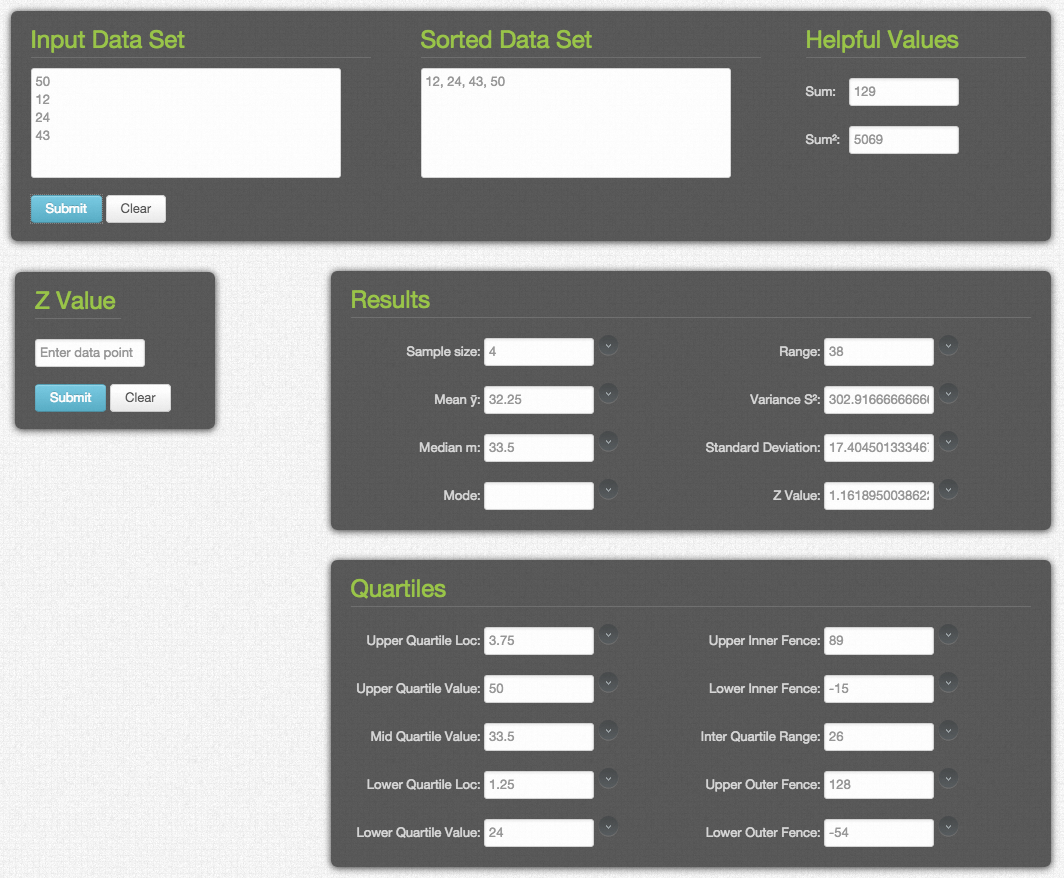 Input Data Set
50
12
24
43
Submit Clear
Sorted Data Set
12, 24, 43, 50
Helpful Values
Sum: 129
Sum²: 5069
Z Value
Enter data point
Submit Clear
Results
Sample size: 4
Range: 38
Mean ȳ: 32.25
Variance S²: 302.91666666666
Median m: 33.5
Standard Deviation: 17.404501333467
Mode:
Z Value: 1.161895003862
Quartiles
Upper Quartile Loc: 3.75
Upper Inner Fence: 89
Upper Quartile Value: 50
Lower Inner Fence: -15
Mid Quartile Value: 33.5
Inter Quartile Range: 26
Lower Quartile Loc: 1.25
Upper Outer Fence: 128
Lower Quartile Value: 24
Lower Outer Fence: -54